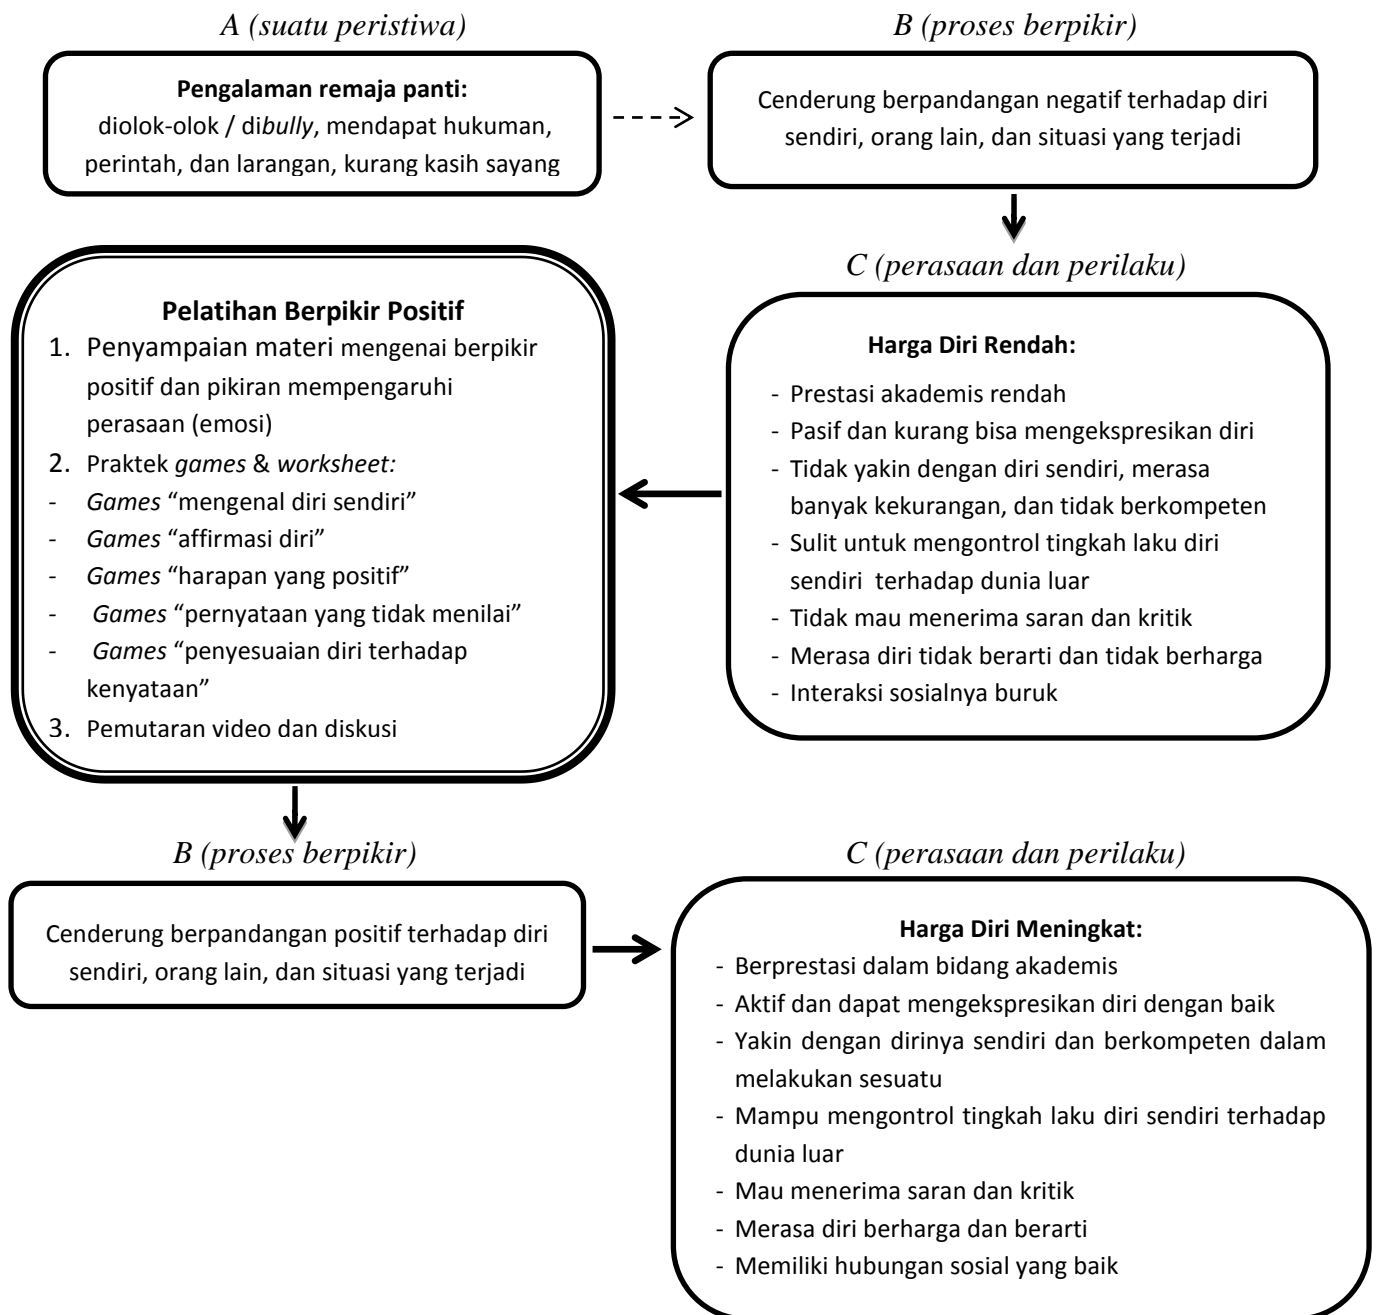 A (suatu peristiwa)
Pengalaman remaja panti:
diolok-olok / dibully, mendapat hukuman,
perintah, dan larangan, kurang kasih sayang
B (proses berpikir)
Cenderung berpandangan negatif terhadap diri
sendiri, orang lain, dan situasi yang terjadi
C (perasaan dan perilaku)
Harga Diri Rendah:
- Prestasi akademis rendah
- Pasif dan kurang bisa mengekspresikan diri
- Tidak yakin dengan diri sendiri, merasa
banyak kekurangan, dan tidak berkompeten
- Sulit untuk mengontrol tingkah laku diri
sendiri terhadap dunia luar
- Tidak mau menerima saran dan kritik
- Merasa diri tidak berarti dan tidak berharga
- Interaksi sosialnya buruk
Pelatihan Berpikir Positif
1. Penyampaian materi mengenai berpikir
positif dan pikiran mempengaruhi
perasaan (emosi)
2. Praktek games & worksheet:
- Games “mengenal diri sendiri”
- Games “affirmasi diri”
- Games “harapan yang positif”
- Games “pernyataan yang tidak menilai”
- Games “penyesuaian diri terhadap
kenyataan”
3. Pemutaran video dan diskusi
B (proses berpikir)
Cenderung berpandangan positif terhadap diri
sendiri, orang lain, dan situasi yang terjadi
C (perasaan dan perilaku)
Harga Diri Meningkat:
- Berprestasi dalam bidang akademis
- Aktif dan dapat mengekspresikan diri dengan baik
- Yakin dengan dirinya sendiri dan berkompeten dalam
melakukan sesuatu
- Mampu mengontrol tingkah laku diri sendiri terhadap
dunia luar
- Mau menerima saran dan kritik
- Merasa diri berharga dan berarti
- Memiliki hubungan sosial yang baik